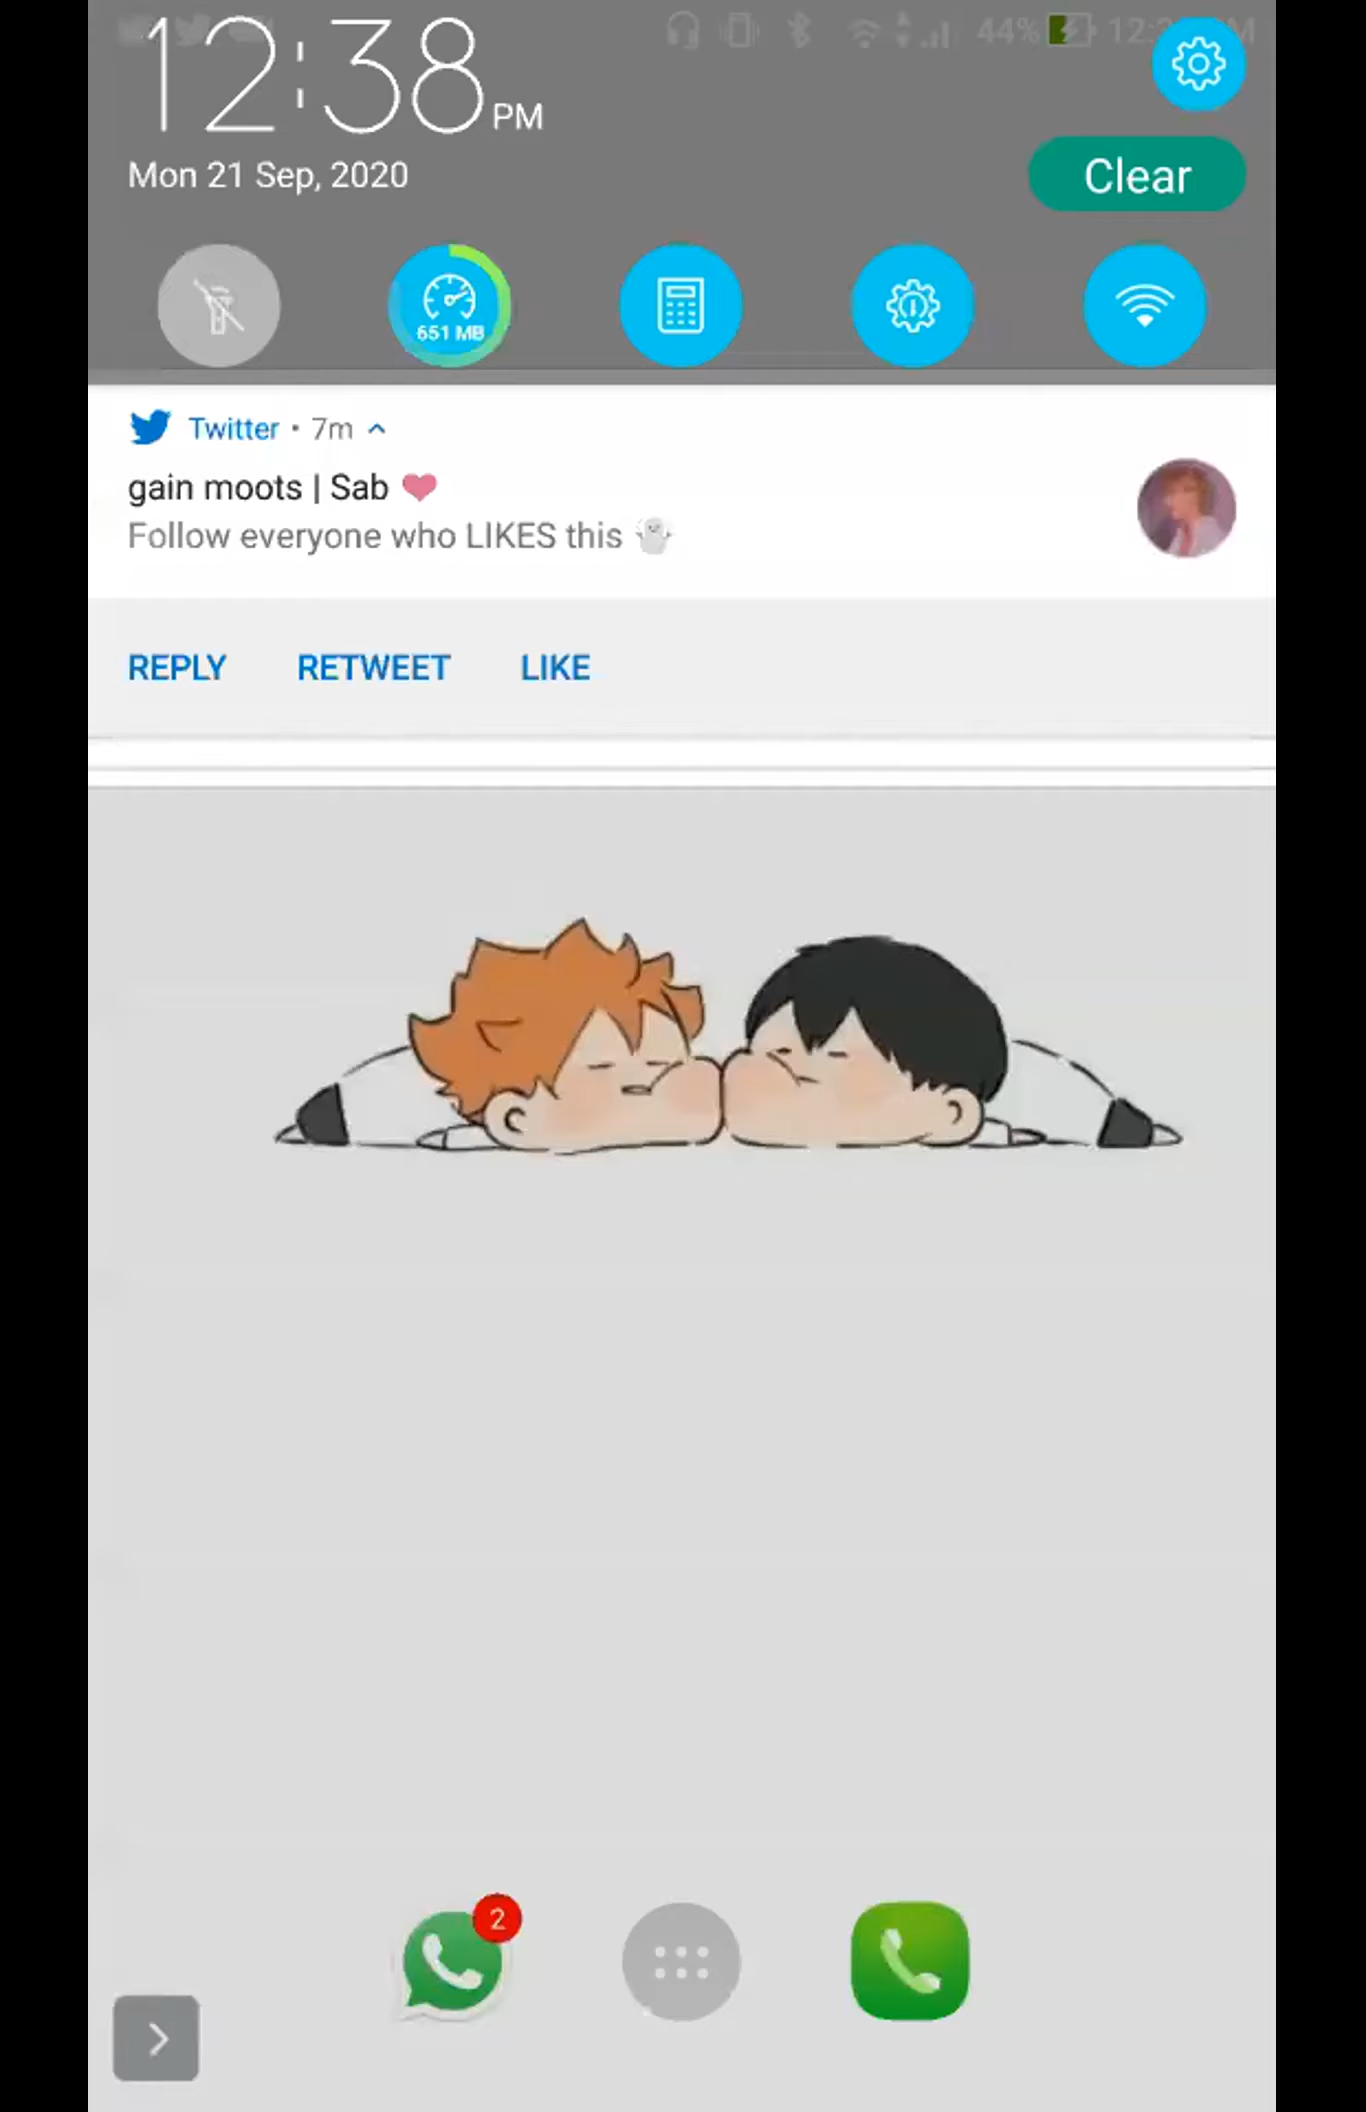 44%
12:38 PM
Mon 21 Sep, 2020
Clear
651 MB
Twitter • 7m
gain moots | Sab ❤
Follow everyone who LIKES this 👻
REPLY RETWEET LIKE
2